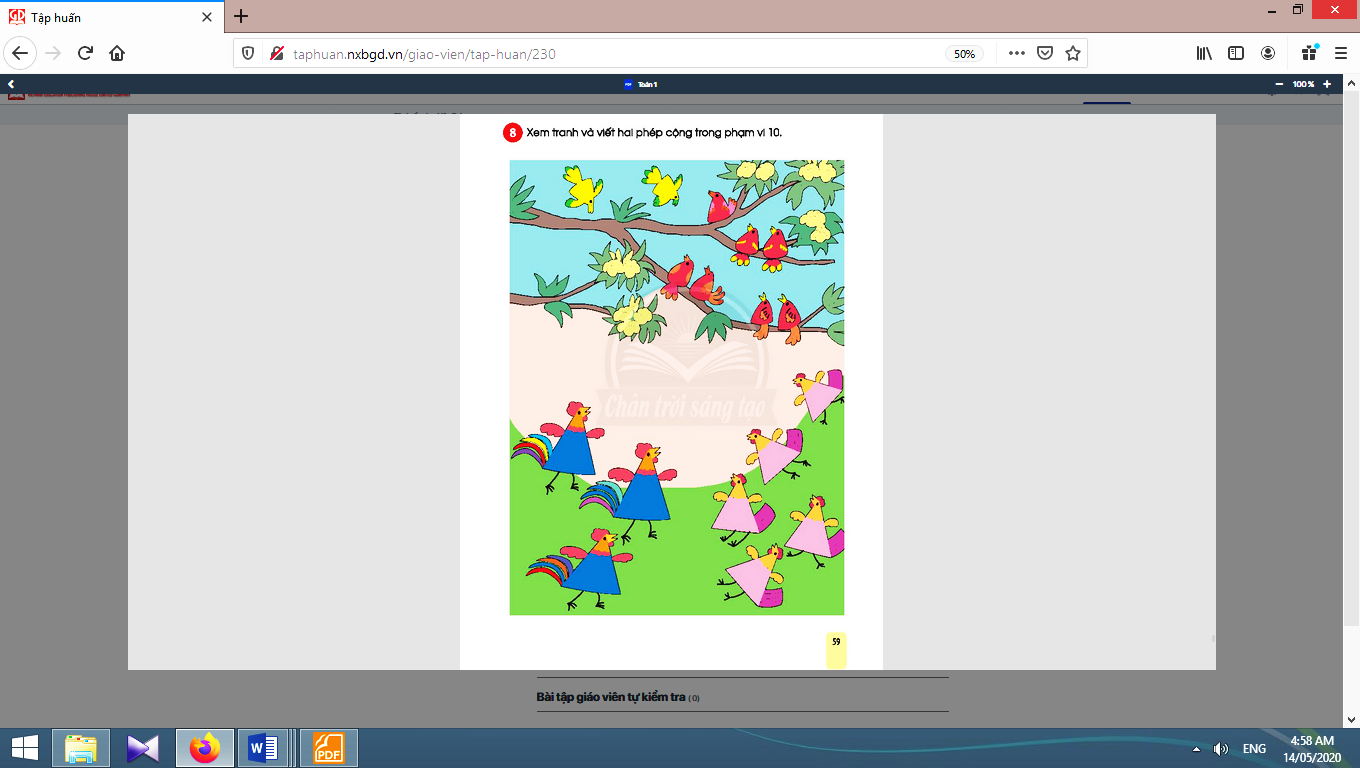 Tập huấn
taphuan.nxbgd.vn/giao-vien/tap-huan/230
50%
PDF
Toán 1
100%
8 Xem tranh và viết hai phép cộng trong phạm vi 10.
Chân trời sáng tạo
59
Bài tập giáo viên tự kiểm tra (0)
W
PDF
ENG
4:58 AM
14/05/2020